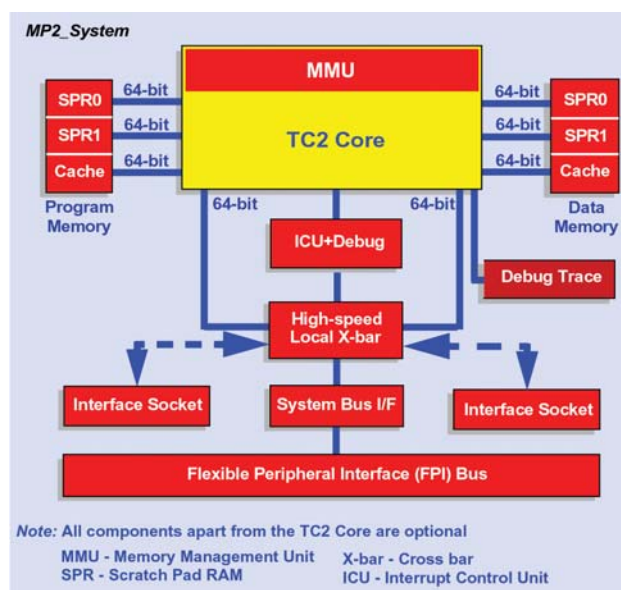 MP2_System
MMU
TC2 Core
64-bit
64-bit
64-bit
SPR0
SPR1
Cache
Program
Memory
64-bit
64-bit
64-bit
SPR0
SPR1
Cache
Data
Memory
64-bit
64-bit
ICU+Debug
Debug Trace
High-speed
Local X-bar
Interface Socket
System Bus I/F
Interface Socket
Flexible Peripheral Interface (FPI) Bus
Note: All components apart from the TC2 Core are optional
MMU - Memory Management Unit
X-bar - Cross bar
SPR - Scratch Pad RAM
ICU - Interrupt Control Unit